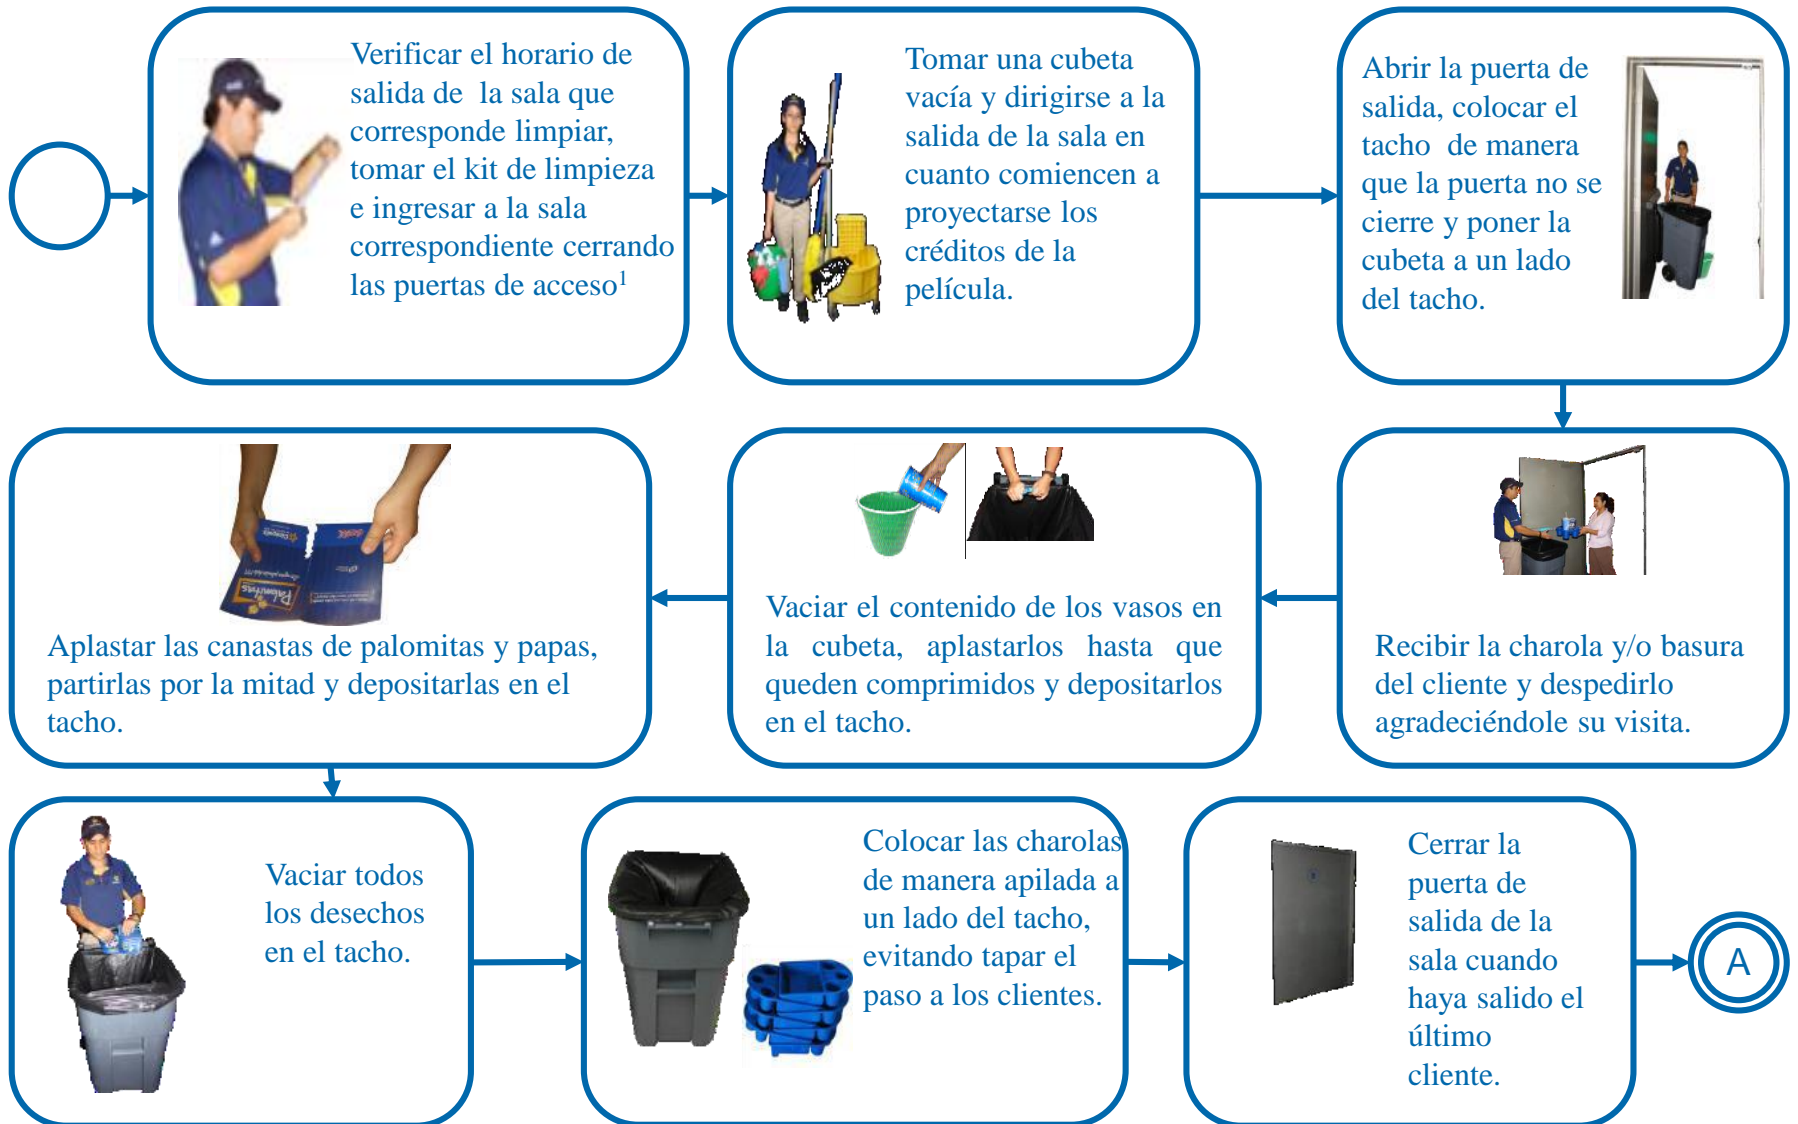 Verificar el horario de
salida de la sala que
corresponde limpiar,
tomar el kit de limpieza
e ingresar a la sala
correspondiente cerrando
las puertas de acceso¹
Tomar una cubeta
vacía y dirigirse a la
salida de la sala en
cuanto comiencen a
proyectarse los
créditos de la
película.
Abrir la puerta de
salida, colocar el
tacho de manera
que la puerta no se
cierre y poner la
cubeta a un lado
del tacho.
Recibir la charola y/o basura
del cliente y despedirlo
agradeciéndole su visita.
Vaciar el contenido de los vasos en
la cubeta, aplastarlos hasta que
queden comprimidos y depositarlos
en el tacho.
Palomitas
Aplastar las canastas de palomitas y papas,
partirlas por la mitad y depositarlas en el
tacho.
Vaciar todos
los desechos
en el tacho.
Colocar las charolas
de manera apilada a
un lado del tacho,
evitando tapar el
paso a los clientes.
Cerrar la
puerta de
salida de la
sala cuando
haya salido el
último
cliente.
A